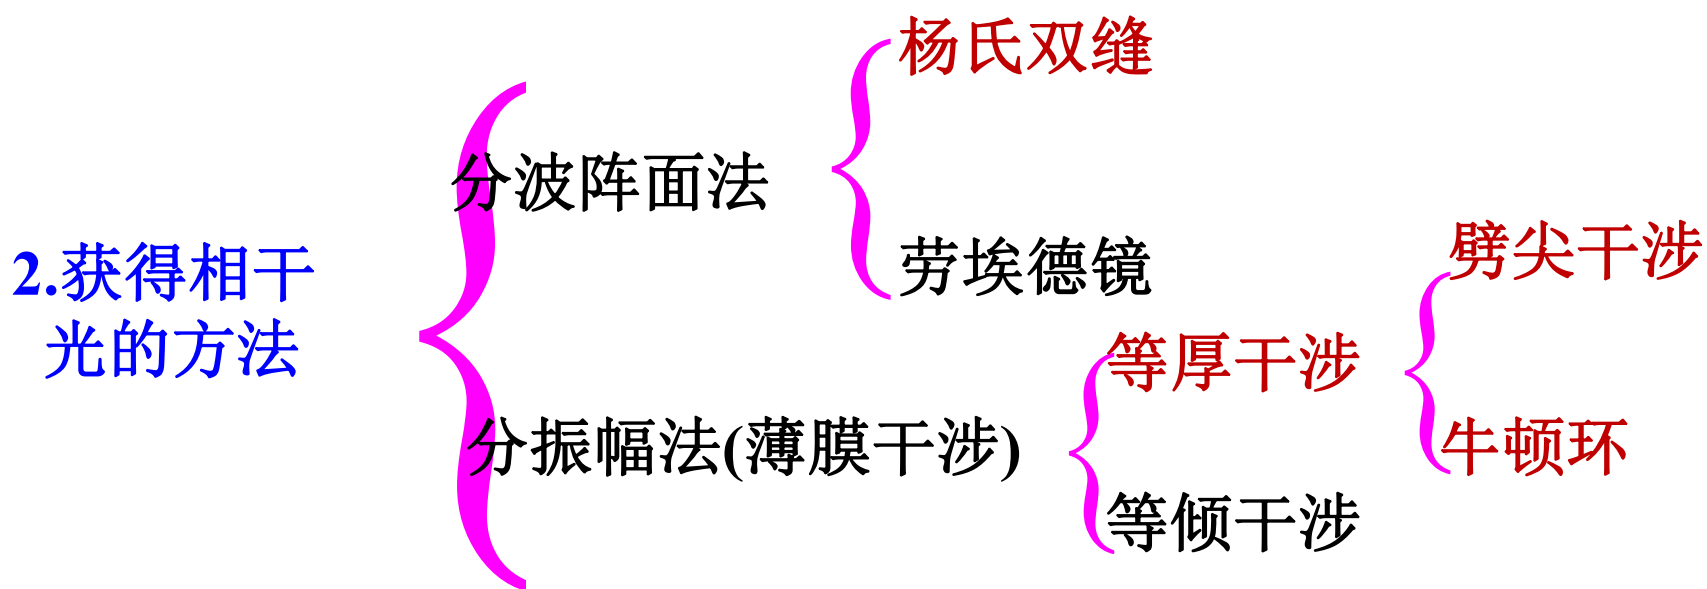 2.获得相干
光的方法
分波阵面法
杨氏双缝
劳埃德镜
分振幅法(薄膜干涉)
等厚干涉
劈尖干涉
牛顿环
等倾干涉